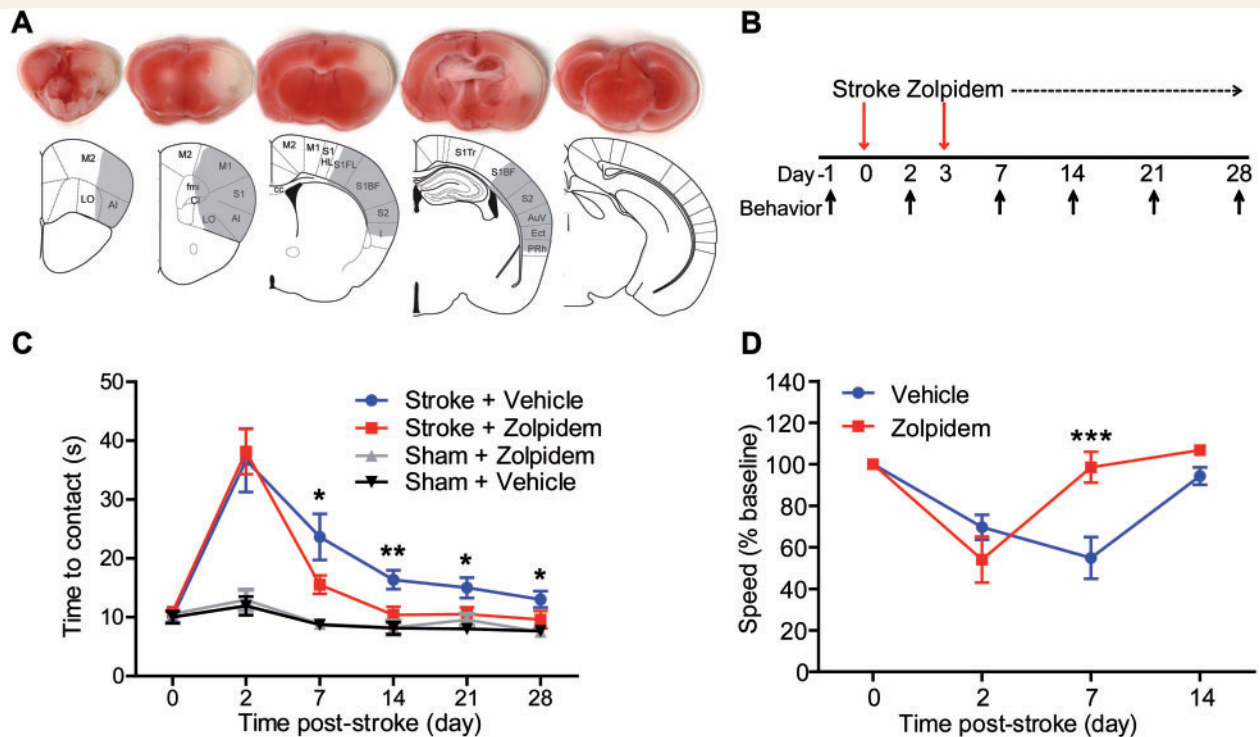 A
M2
LO
AI
M2
M1
fmi
S1
LO
AI
M2
M1
S1
HL
S1FL
S1BF
S2
I
cc
S1Tr
S1BF
S2
AuV
Ect
PRh
B
Stroke Zolpidem
Day -1 0 2 3 7 14 21 28
Behavior
C
Time to contact (s)
50
40
30
20
10
0
Stroke + Vehicle
Stroke + Zolpidem
Sham + Zolpidem
Sham + Vehicle
* ** * *
0 2 7 14 21 28
Time post-stroke (day)
D
Speed (% baseline)
140
120
100
80
60
40
20
0
Vehicle
Zolpidem
***
0 2 7 14
Time post-stroke (day)